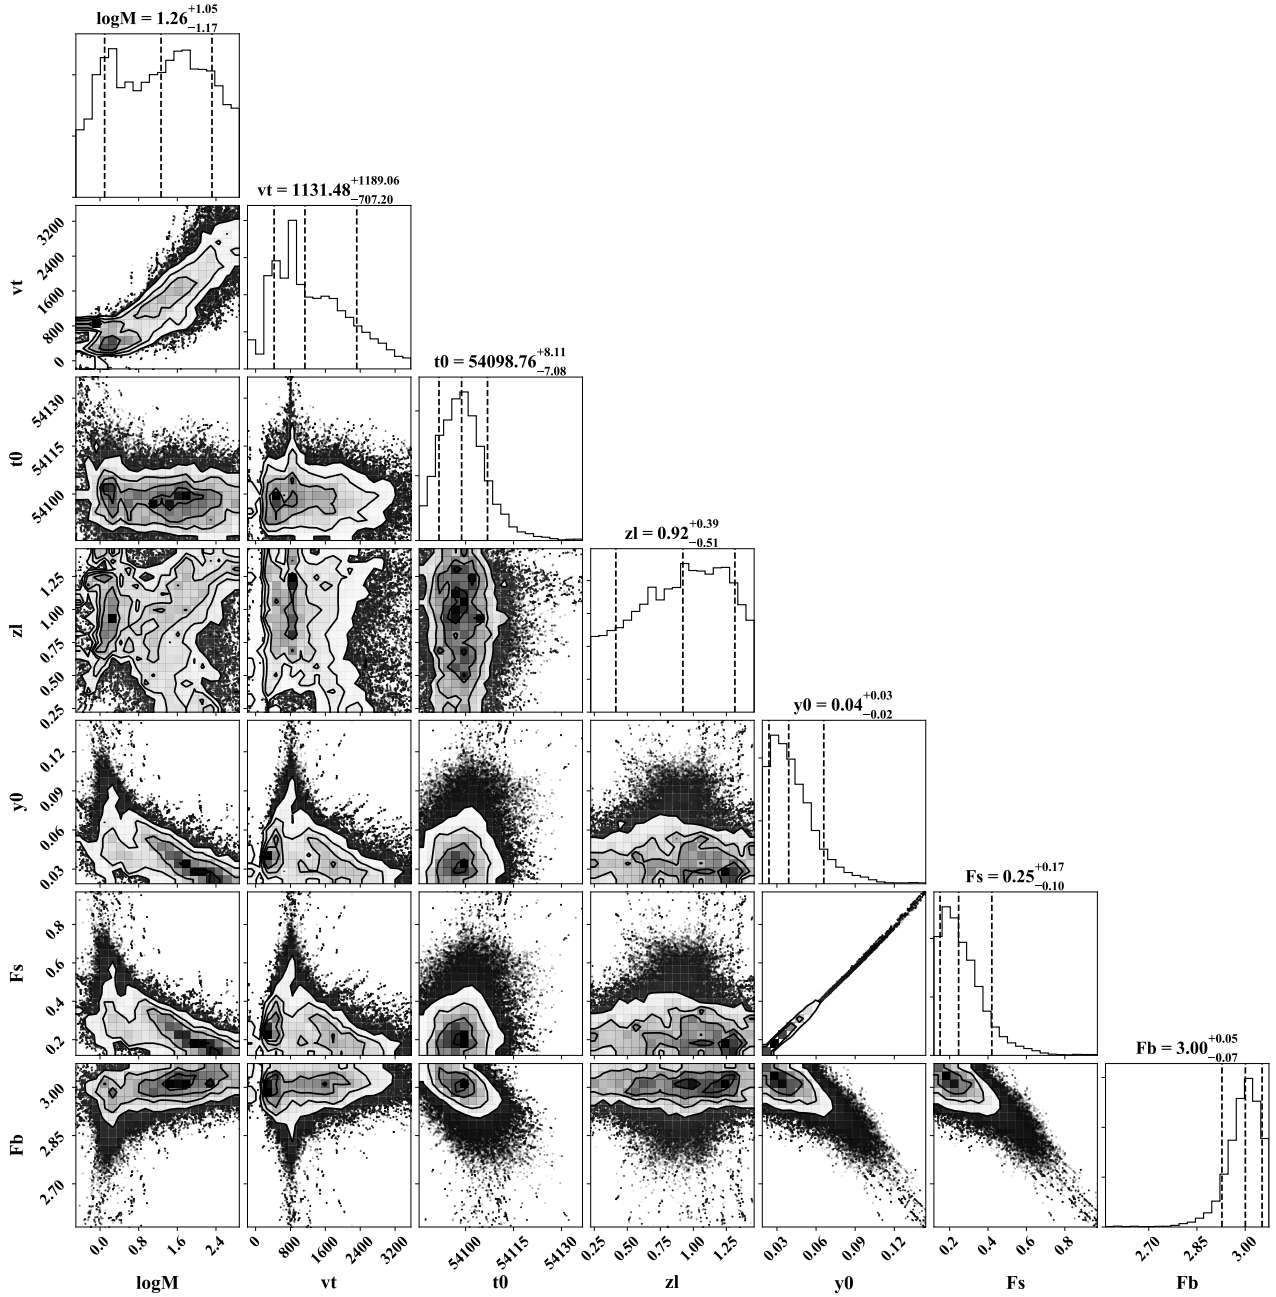 logM = 1.26 +1.05 −1.17
vt = 1131.48 +1189.06 −707.20
3200
2400
1600
800
0
vt
t0 = 54098.76 +8.11 −7.08
54130
54115
54100
t0
zl = 0.92 +0.39 −0.51
1.25
1.00
0.75
0.50
0.25
zl
y0 = 0.04 +0.03 −0.02
0.12
0.09
0.06
0.03
y0
Fs = 0.25 +0.17 −0.10
0.8
0.6
0.4
0.2
Fs
Fb = 3.00 +0.05 −0.07
3.00
2.85
2.70
Fb
0.0 0.8 1.6 2.4 0 800 1600 2400 3200 54100 54115 54130 0.25 0.50 0.75 1.00 1.25 0.03 0.06 0.09 0.12 0.2 0.4 0.6 0.8 2.70 2.85 3.00
logM vt t0 zl y0 Fs Fb